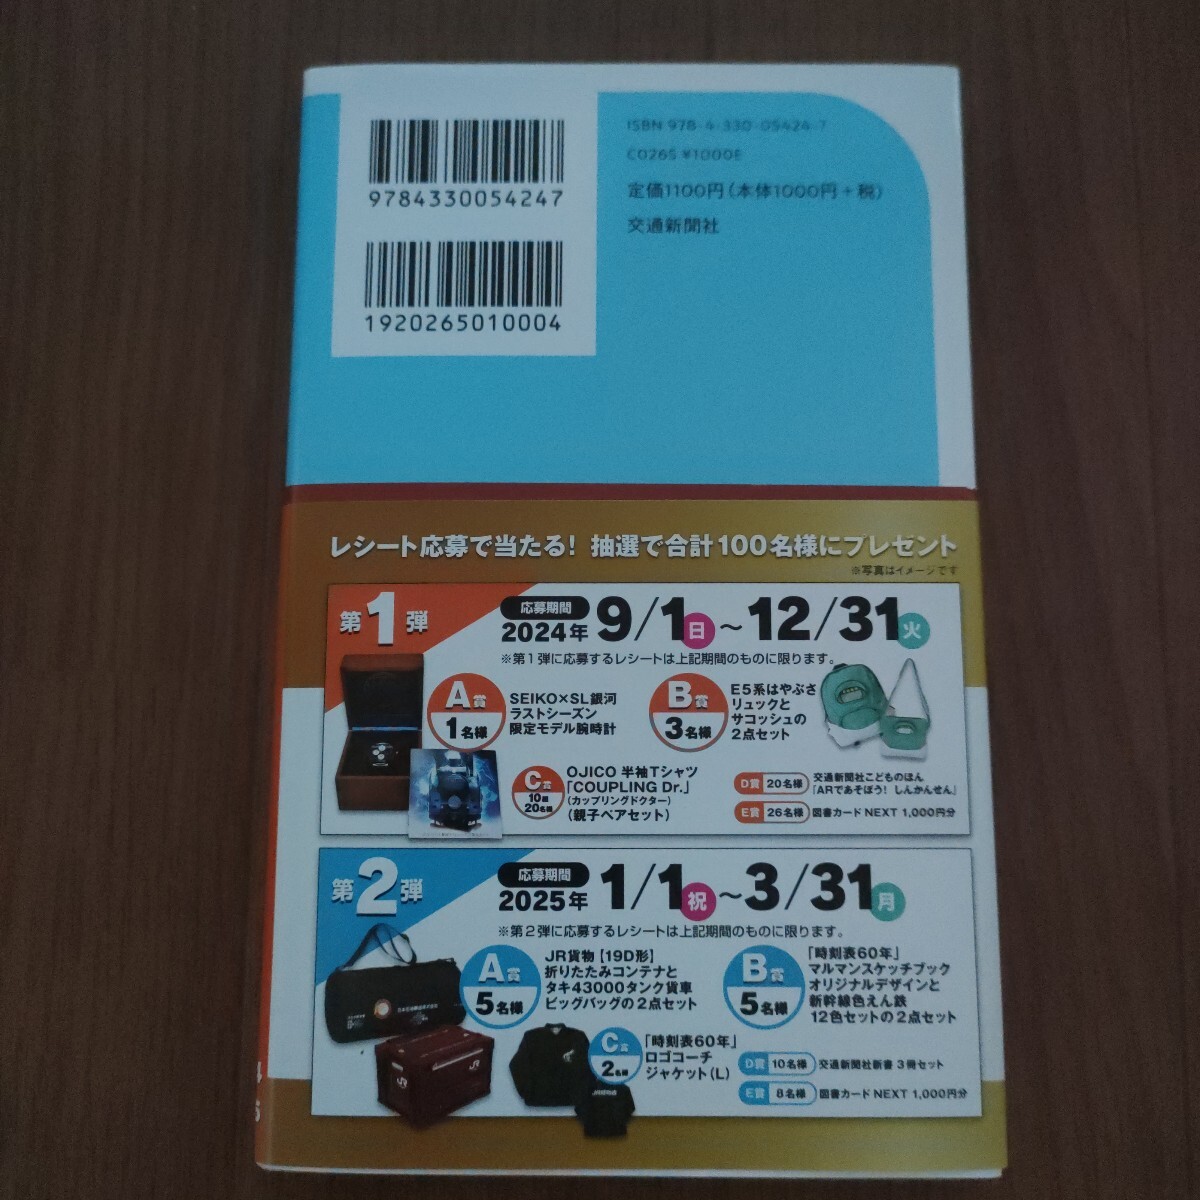 9784330054247
1920265010004
ISBN 978-4-330-05424-7
C0265 ¥1000E
定価1100円(本体1000円+税)
交通新聞社
レシート応募で当たる! 抽選で合計100名様にプレゼント
※写真はイメージです
第1弾
応募期間
2024年 9/1日~12/31火
※第1弾に応募するレシートは上記期間のものに限ります。
A賞
1名様
SEIKO×SL銀河
ラストシーズン
限定モデル腕時計
B賞
3名様
E5系はやぶさ
リュックと
サコッシュの
2点セット
C賞
10組
20名様
OJICO 半袖Tシャツ
「COUPLING Dr.」
(カップリングドクター)
(親子ペアセット)
D賞 20名様 交通新聞社こどものほん
「ARであそぼう! しんかんせん」
E賞 26名様 図書カード NEXT 1,000円分
第2弾
応募期間
2025年 1/1祝~3/31月
※第2弾に応募するレシートは上記期間のものに限ります。
A賞
5名様
JR貨物【19D形】
折りたたみコンテナと
タキ43000タンク貨車
ビッグバッグの2点セット
B賞
5名様
「時刻表60年」
マルマンスケッチブック
オリジナルデザインと
新幹線色えん鉄
12色セットの2点セット
C賞
2名様
「時刻表60年」
ロゴコーチ
ジャケット(L)
D賞 10名様 交通新聞社新書 3冊セット
E賞 8名様 図書カード NEXT 1,000円分